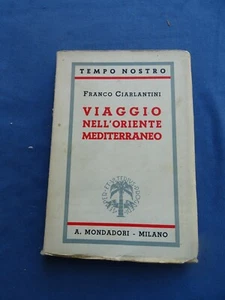 TEMPO NOSTRO
FRANCO CIARLANTINI
VIAGGIO
NELL'ORIENTE
MEDITERRANEO
A. MONDADORI - MILANO